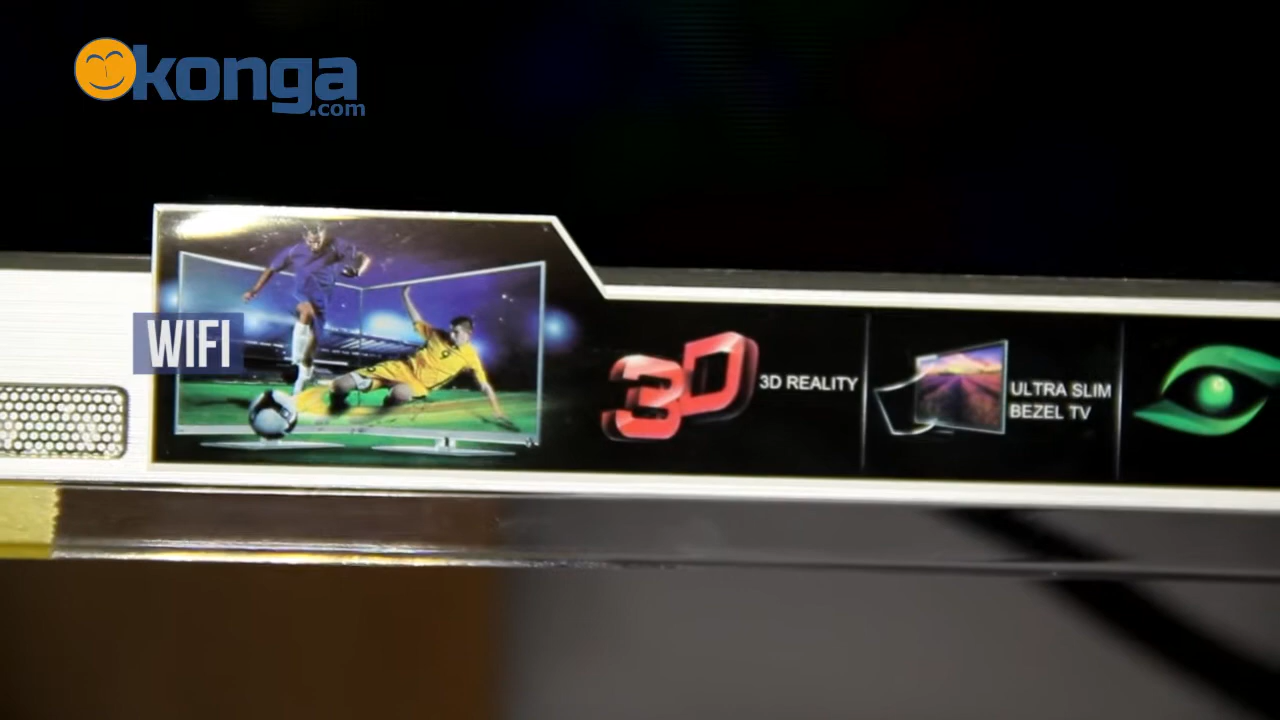 konga
.com
WIFI
3D
3D REALITY
ULTRA SLIM
BEZEL TV